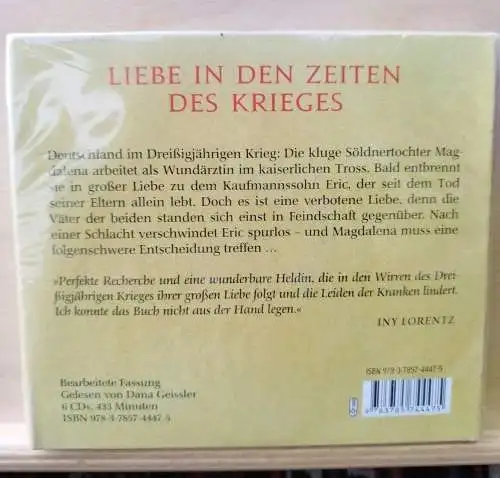 LIEBE IN DEN ZEITEN
DES KRIEGES
Deutschland im Dreißigjährigen Krieg: Die kluge Söldnertochter Mag-
dalena arbeitet als Wundärztin im kaiserlichen Tross. Bald entbrennt
sie in großer Liebe zu dem Kaufmannssohn Eric, der seit dem Tod
seiner Eltern allein lebt. Doch es ist eine verbotene Liebe, denn die
Väter der beiden standen sich einst in Feindschaft gegenüber. Nach
einer Schlacht verschwindet Eric spurlos – und Magdalena muss eine
folgenschwere Entscheidung treffen ...
»Perfekte Recherche und eine wunderbare Heldin, die in den Wirren des Drei-
ßigjährigen Krieges ihrer großen Liebe folgt und die Leiden der Kranken lindert.
Ich konnte das Buch nicht aus der Hand legen.«
INY LORENTZ
ISBN 978-3-7857-4447-5
Bearbeitete Fassung
Gelesen von Dana Geissler
6 CDs, 433 Minuten
ISBN 978-3-7857-4447-5
9 783785 744475